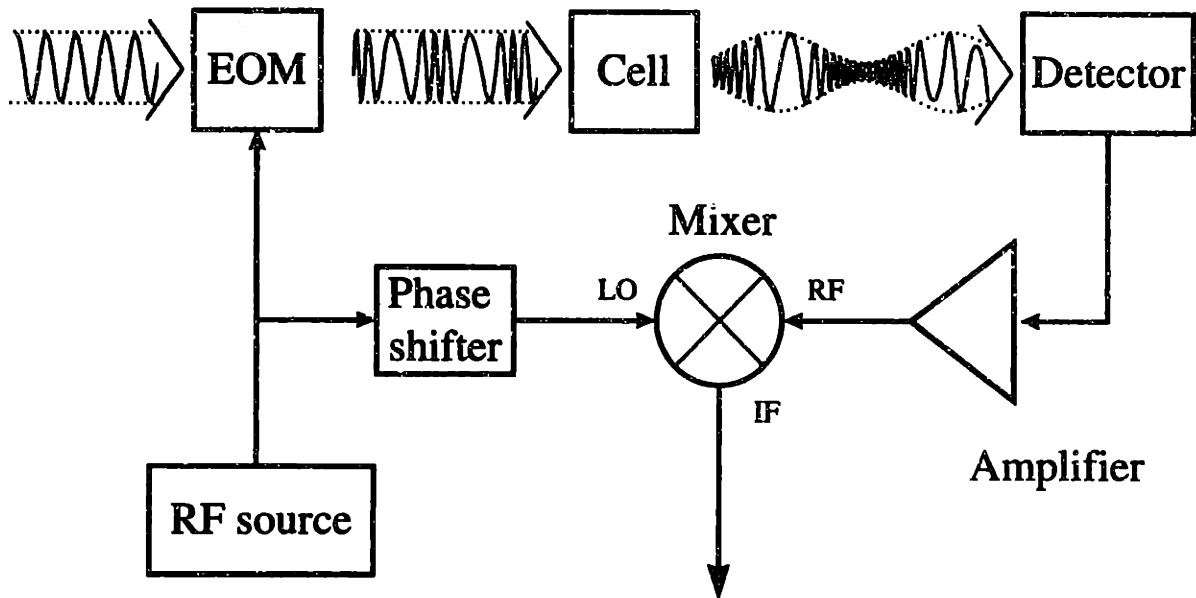 EOM
Cell
Detector
Mixer
Phase
shifter
LO
RF
IF
Amplifier
RF source